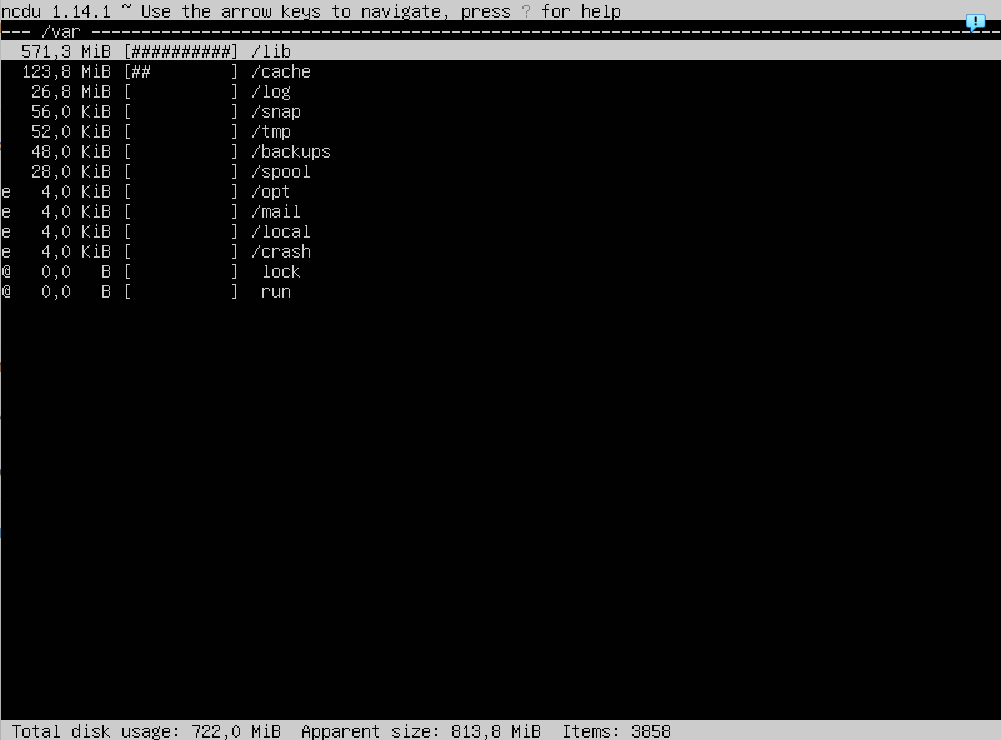 ncdu 1.14.1 ~ Use the arrow keys to navigate, press ? for help
--- /var ------------------------------------------------------------------------------------------
  571,3 MiB [##########] /lib
  123,8 MiB [##        ] /cache
   26,8 MiB [          ] /log
   56,0 KiB [          ] /snap
   52,0 KiB [          ] /tmp
   48,0 KiB [          ] /backups
   28,0 KiB [          ] /spool
e   4,0 KiB [          ] /opt
e   4,0 KiB [          ] /mail
e   4,0 KiB [          ] /local
e   4,0 KiB [          ] /crash
@   0,0   B [          ]  lock
@   0,0   B [          ]  run
Total disk usage: 722,0 MiB  Apparent size: 813,8 MiB  Items: 3858